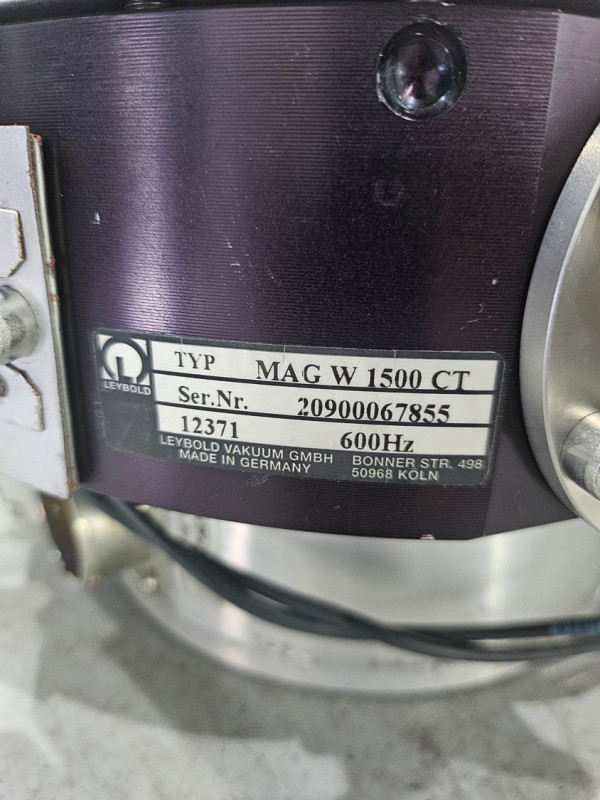 LEYBOLD
TYP MAG W 1500 CT
Ser.Nr. 20900067855
12371 600Hz
LEYBOLD VAKUUM GMBH BONNER STR. 498
MADE IN GERMANY 50968 KÖLN